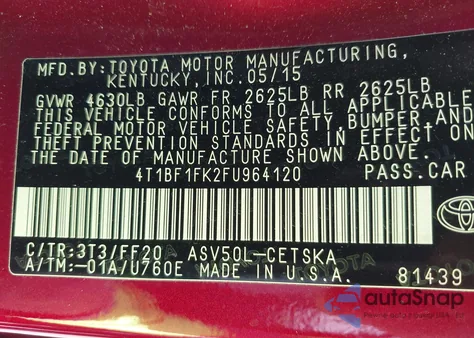 MFD.BY: TOYOTA MOTOR MANUFACTURING,
KENTUCKY, INC. 05/15
GVWR 4630LB GAWR FR 2625LB RR 2625LB
THIS VEHICLE CONFORMS TO ALL APPLICABLE
FEDERAL MOTOR VEHICLE SAFETY, BUMPER AND
THEFT PREVENTION STANDARDS IN EFFECT ON
THE DATE OF MANUFACTURE SHOWN ABOVE.
4T1BF1FK2FU964120 PASS.CAR
C/TR:3T3/FF20 ASV50L-CETSKA
A/TM:-01A/U760E MADE IN U.S.A. 81439
autoSnap